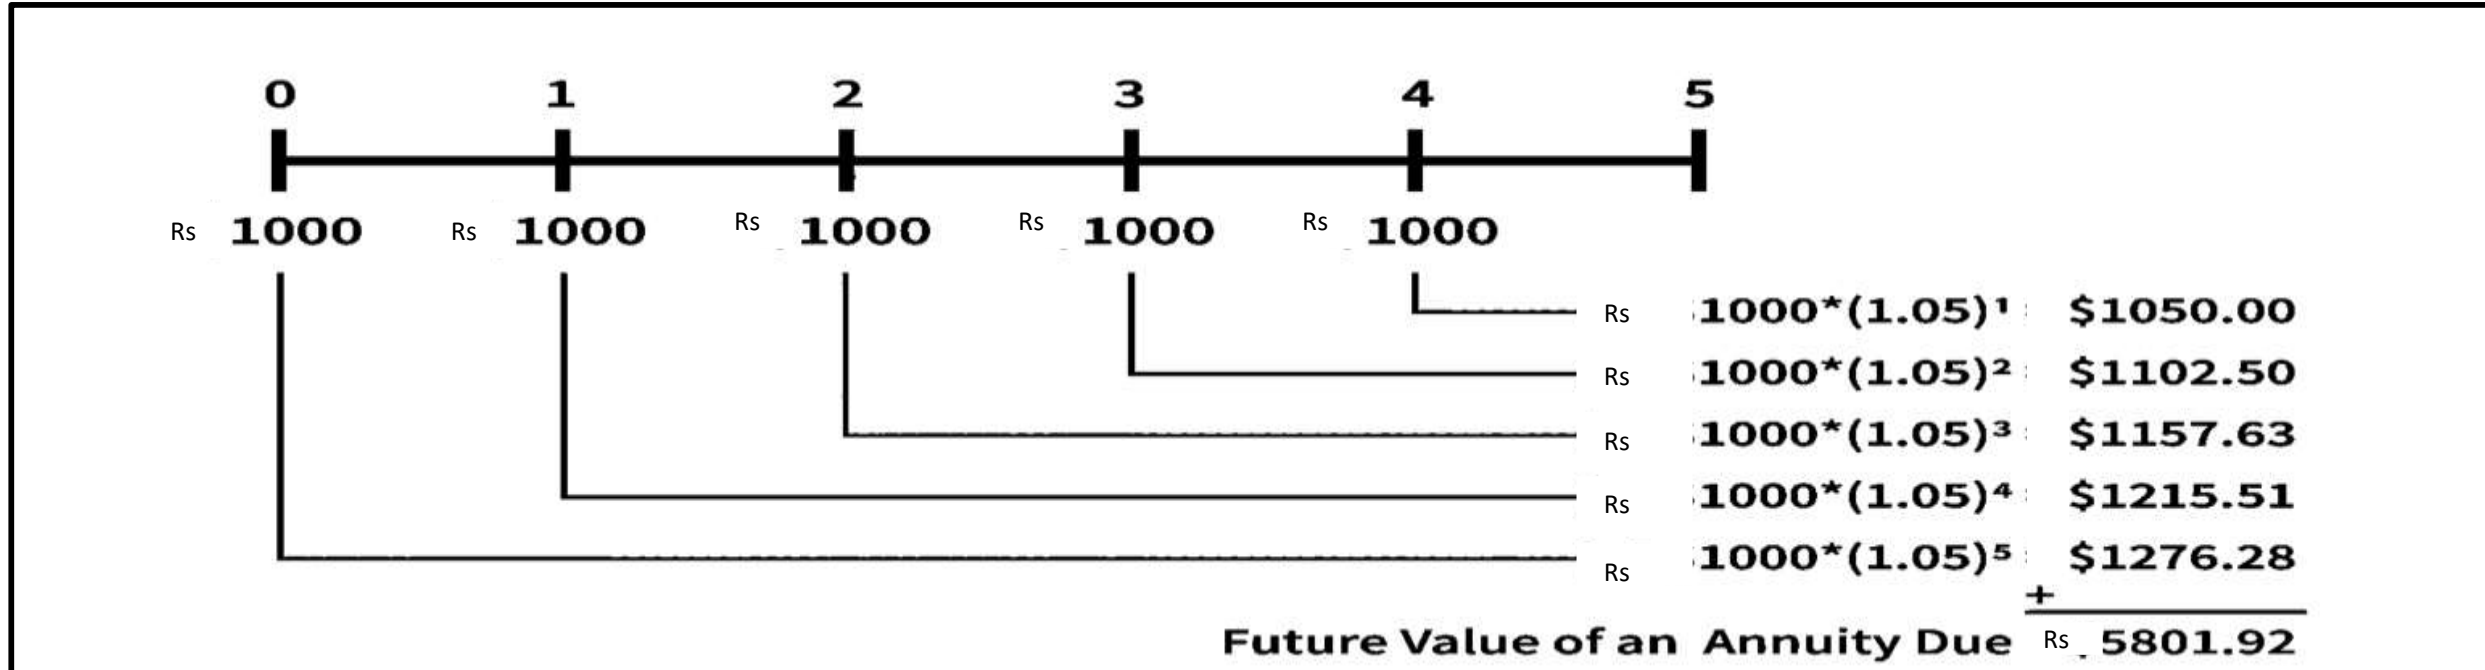 0 1 2 3 4 5
Rs 1000 Rs 1000 Rs 1000 Rs 1000 Rs 1000
Rs 1000*(1.05)¹ $1050.00
Rs 1000*(1.05)² $1102.50
Rs 1000*(1.05)³ $1157.63
Rs 1000*(1.05)⁴ $1215.51
Rs 1000*(1.05)⁵ $1276.28
+
Future Value of an Annuity Due Rs 5801.92